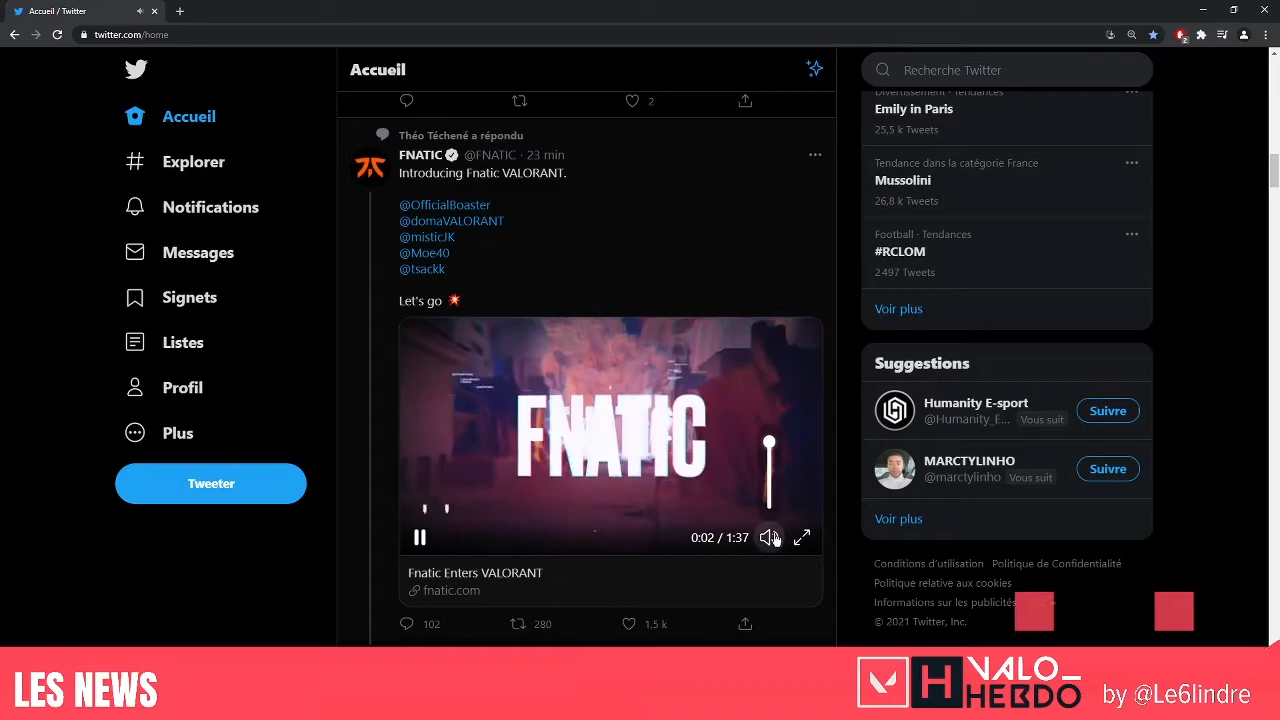 Accueil / Twitter
twitter.com/home
2
Accueil
Explorer
Notifications
Messages
Signets
Listes
Profil
Plus
Tweeter
Accueil
2
Théo Téchené a répondu
FNATIC @FNATIC · 23 min
Introducing Fnatic VALORANT.
@OfficialBoaster
@domaVALORANT
@misticJK
@Moe40
@tsackk
Let's go
FNATIC
0:02 / 1:37
Fnatic Enters VALORANT
fnatic.com
102
280
1,5 k
Recherche Twitter
Divertissement · Tendances
Emily in Paris
25,5 k Tweets
Tendance dans la catégorie France
Mussolini
26,8 k Tweets
Football · Tendances
#RCLOM
2 497 Tweets
Voir plus
Suggestions
Humanity E-sport
@Humanity_E... Vous suit
Suivre
MARCTYLINHO
@marctylinho Vous suit
Suivre
Voir plus
Conditions d'utilisation Politique de Confidentialité
Politique relative aux cookies
Informations sur les publicités
© 2021 Twitter, Inc.
LES NEWS
H
VALO_
HEBDO
by @Le6lindre